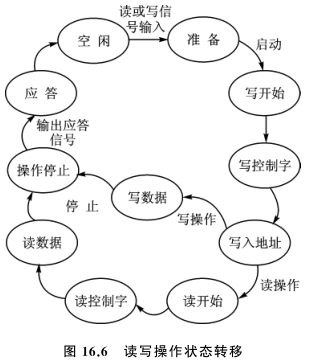 读或写信
号输入
空 闲
准 备
启动
应 答
写开始
输出应答
信号
写控制字
操作停止
写数据
停 止
写操作
写入地址
读数据
读操作
读控制字
读开始
图 16.6 读写操作状态转移